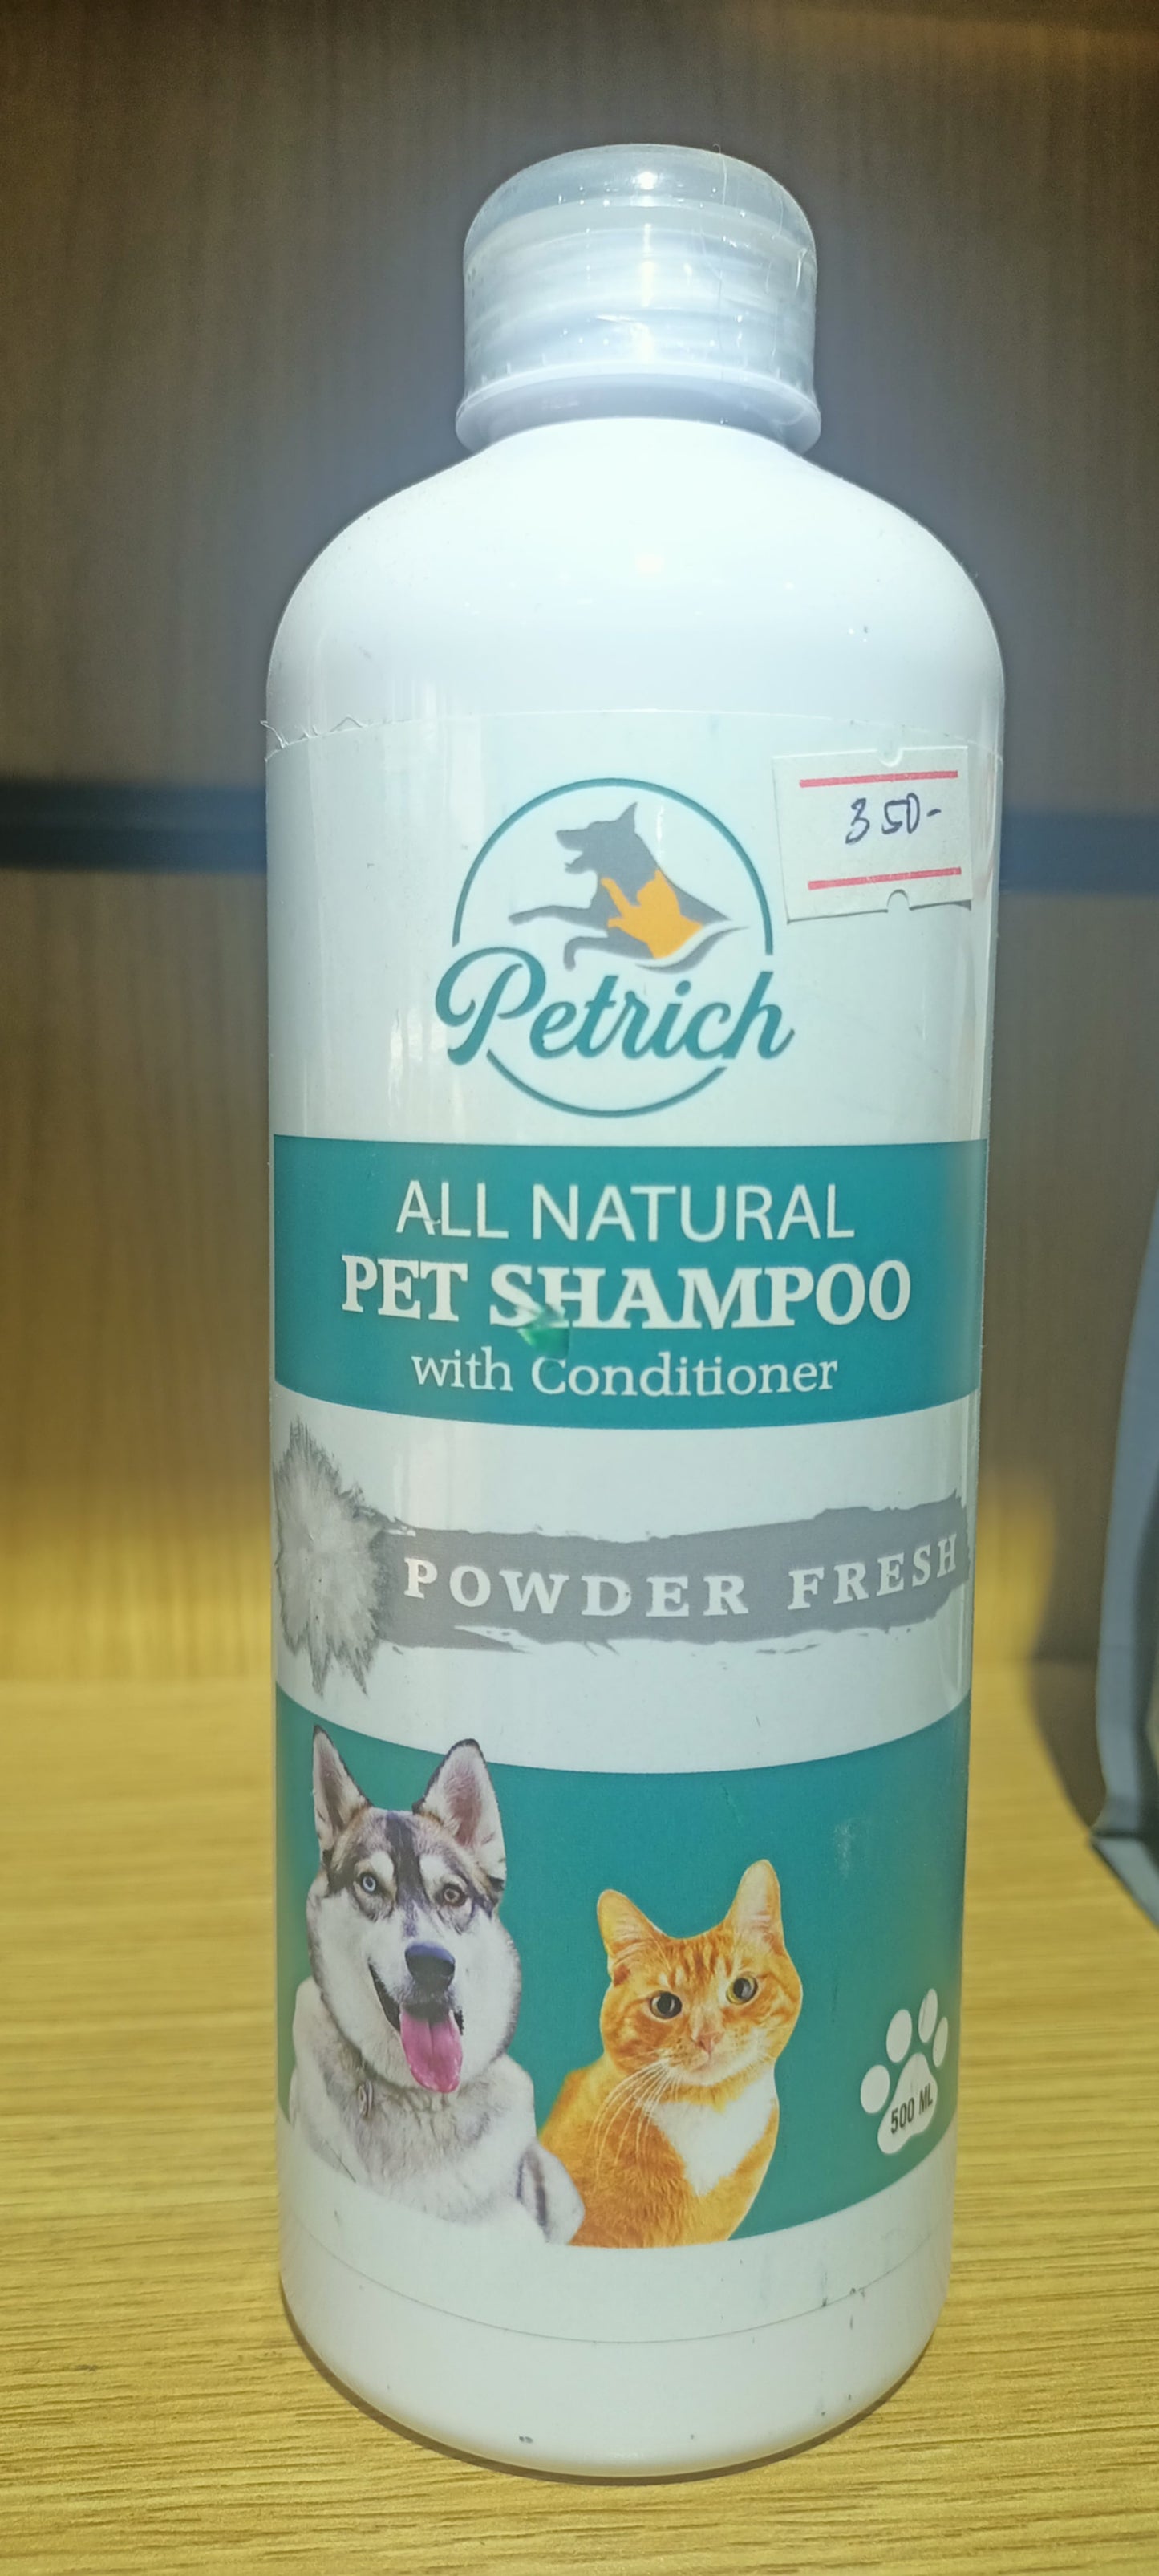 350-
Petrich
ALL NATURAL
PET SHAMPOO
with Conditioner
POWDER FRESH
500 ML